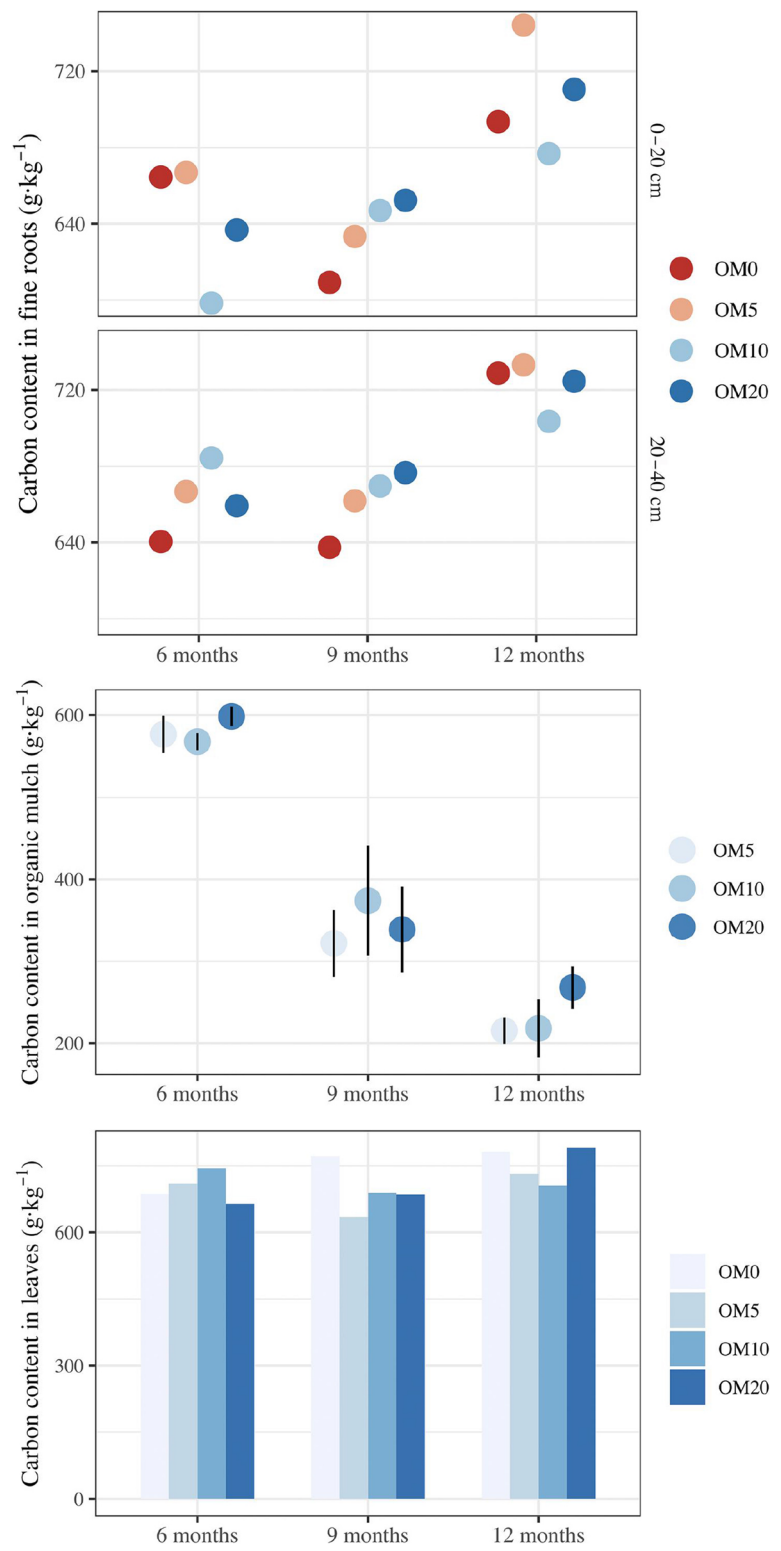 Carbon content in fine roots (g·kg⁻¹)
720
640
0−20 cm
720
640
20−40 cm
6 months
9 months
12 months
OM0
OM5
OM10
OM20
Carbon content in organic mulch (g·kg⁻¹)
600
400
200
6 months
9 months
12 months
OM5
OM10
OM20
Carbon content in leaves (g·kg⁻¹)
600
300
0
6 months
9 months
12 months
OM0
OM5
OM10
OM20